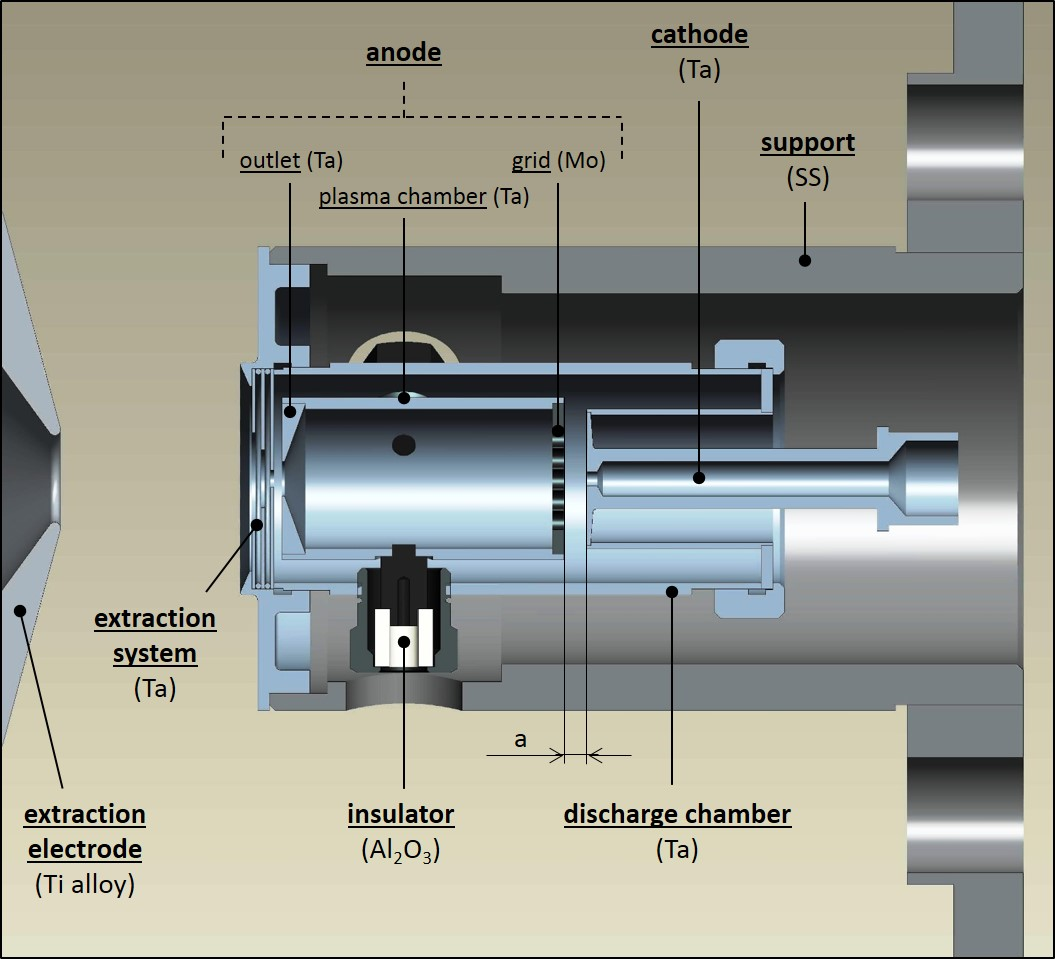 cathode
(Ta)
anode
support
(SS)
outlet (Ta)
grid (Mo)
plasma chamber (Ta)
extraction
system
(Ta)
a
extraction
electrode
(Ti alloy)
insulator
(Al₂O₃)
discharge chamber
(Ta)